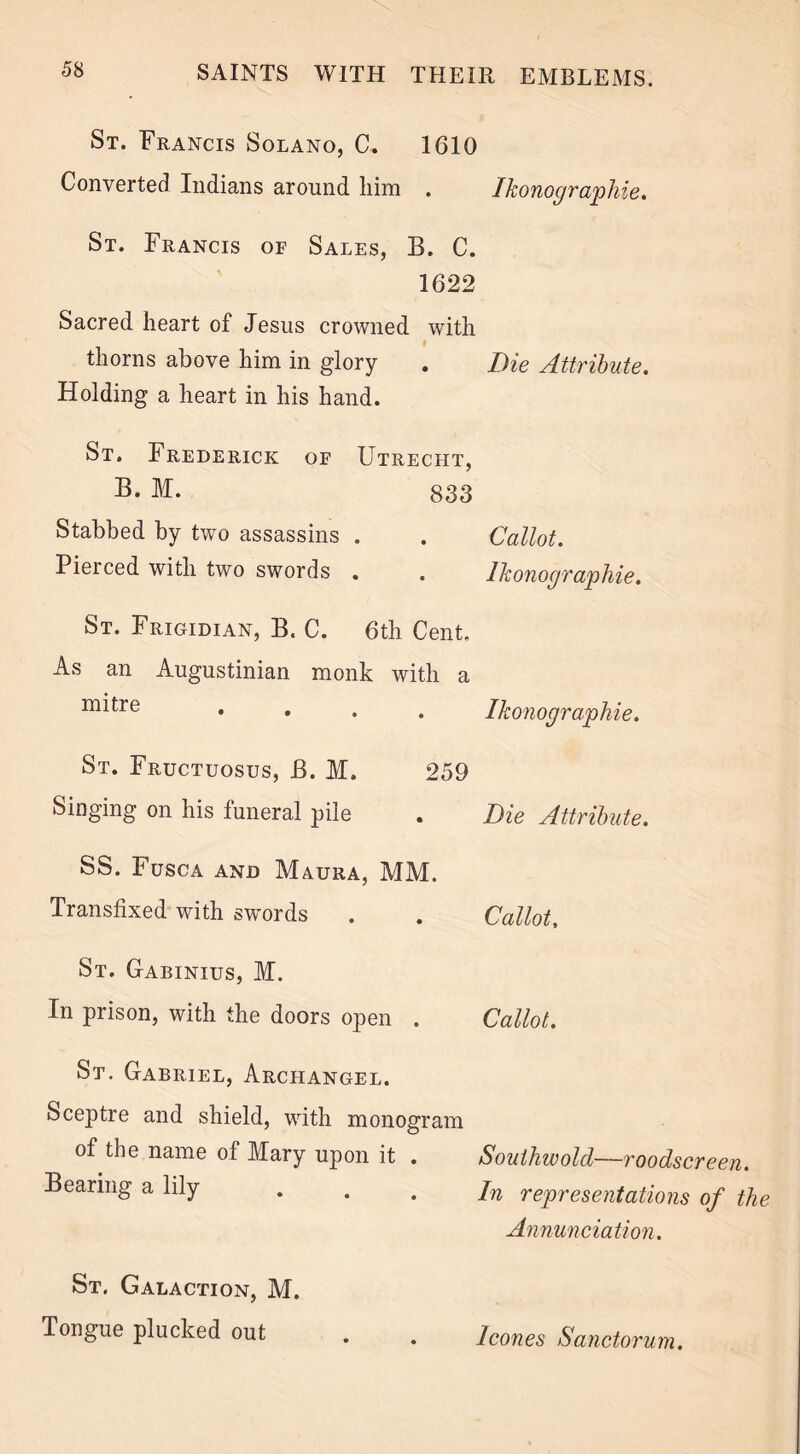 58 SAINTS WITH THEIR EMBLEMS.
St. Francis Solano, C. 1610
Converted Indians around him . Ikonographie.
St. Francis of Sales, B. C.
1622
Sacred heart of Jesus crowned with
thorns above him in glory . Die Attribute.
Holding a heart in his hand.
St. Frederick of Utrecht,
B. M. 833
Stabbed by two assassins . . Callot.
Pierced with two swords . . Ikonographie.
St. Frigidian, B. C. 6th Cent.
As an Augustinian monk with a
mitre . . . . Ikonographie.
St. Fructuosus, B. M. 259
Singing on his funeral pile . Die Attribute.
SS. Fusca and Maura, MM.
Transfixed with swords . . Callot,
St. Gabinius, M.
In prison, with the doors open . Callot.
St. Gabriel, Archangel.
Sceptre and shield, with monogram
of the name of Mary upon it . Southwold—roodscreen.
Bearing a lily . . . In representations of the
Annunciation.
St. Galaction, M.
Tongue plucked out . . Icones Sanctorum.